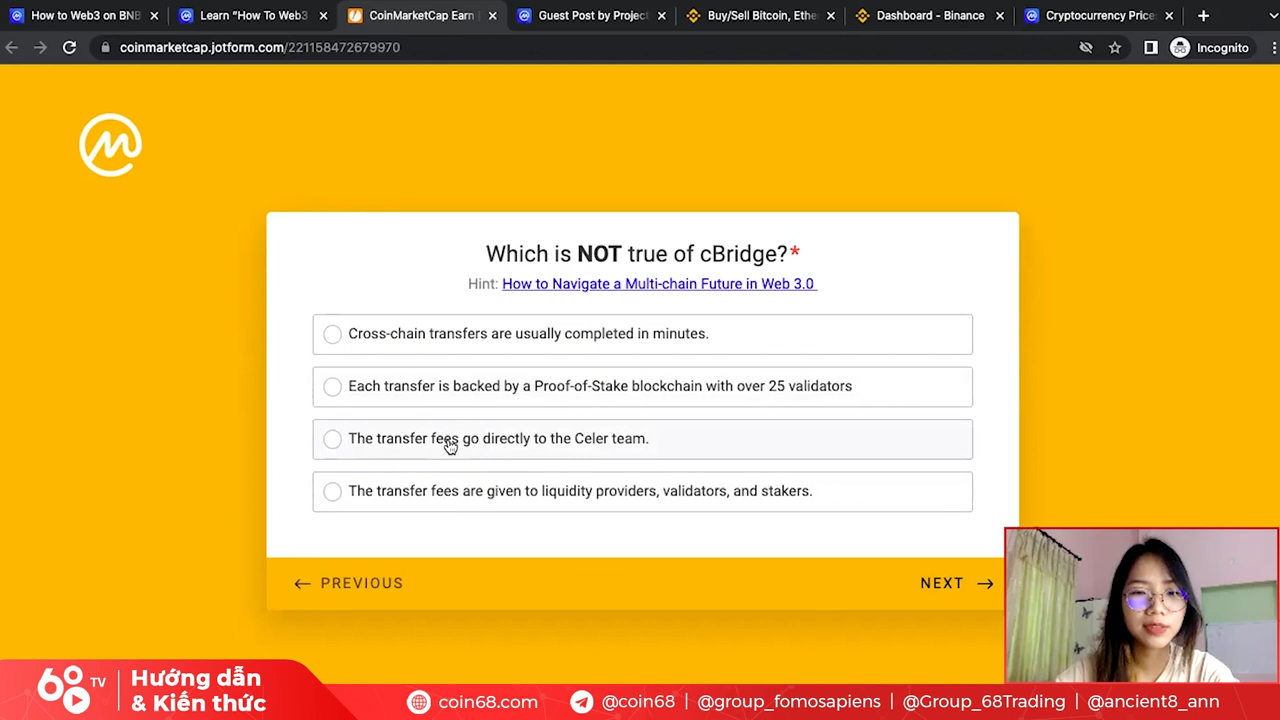 How to Web3 on BNB
Learn “How To Web3
CoinMarketCap Earn
Guest Post by Project
Buy/Sell Bitcoin, Ethe
Dashboard - Binance
Cryptocurrency Price
coinmarketcap.jotform.com/221158472679970
Incognito
Which is NOT true of cBridge?*
Hint: How to Navigate a Multi-chain Future in Web 3.0
Cross-chain transfers are usually completed in minutes.
Each transfer is backed by a Proof-of-Stake blockchain with over 25 validators
The transfer fees go directly to the Celer team.
The transfer fees are given to liquidity providers, validators, and stakers.
← PREVIOUS
NEXT →
68 TV
Hướng dẫn
& Kiến thức
coin68.com
@coin68 | @group_fomosapiens | @Group_68Trading | @ancient8_ann